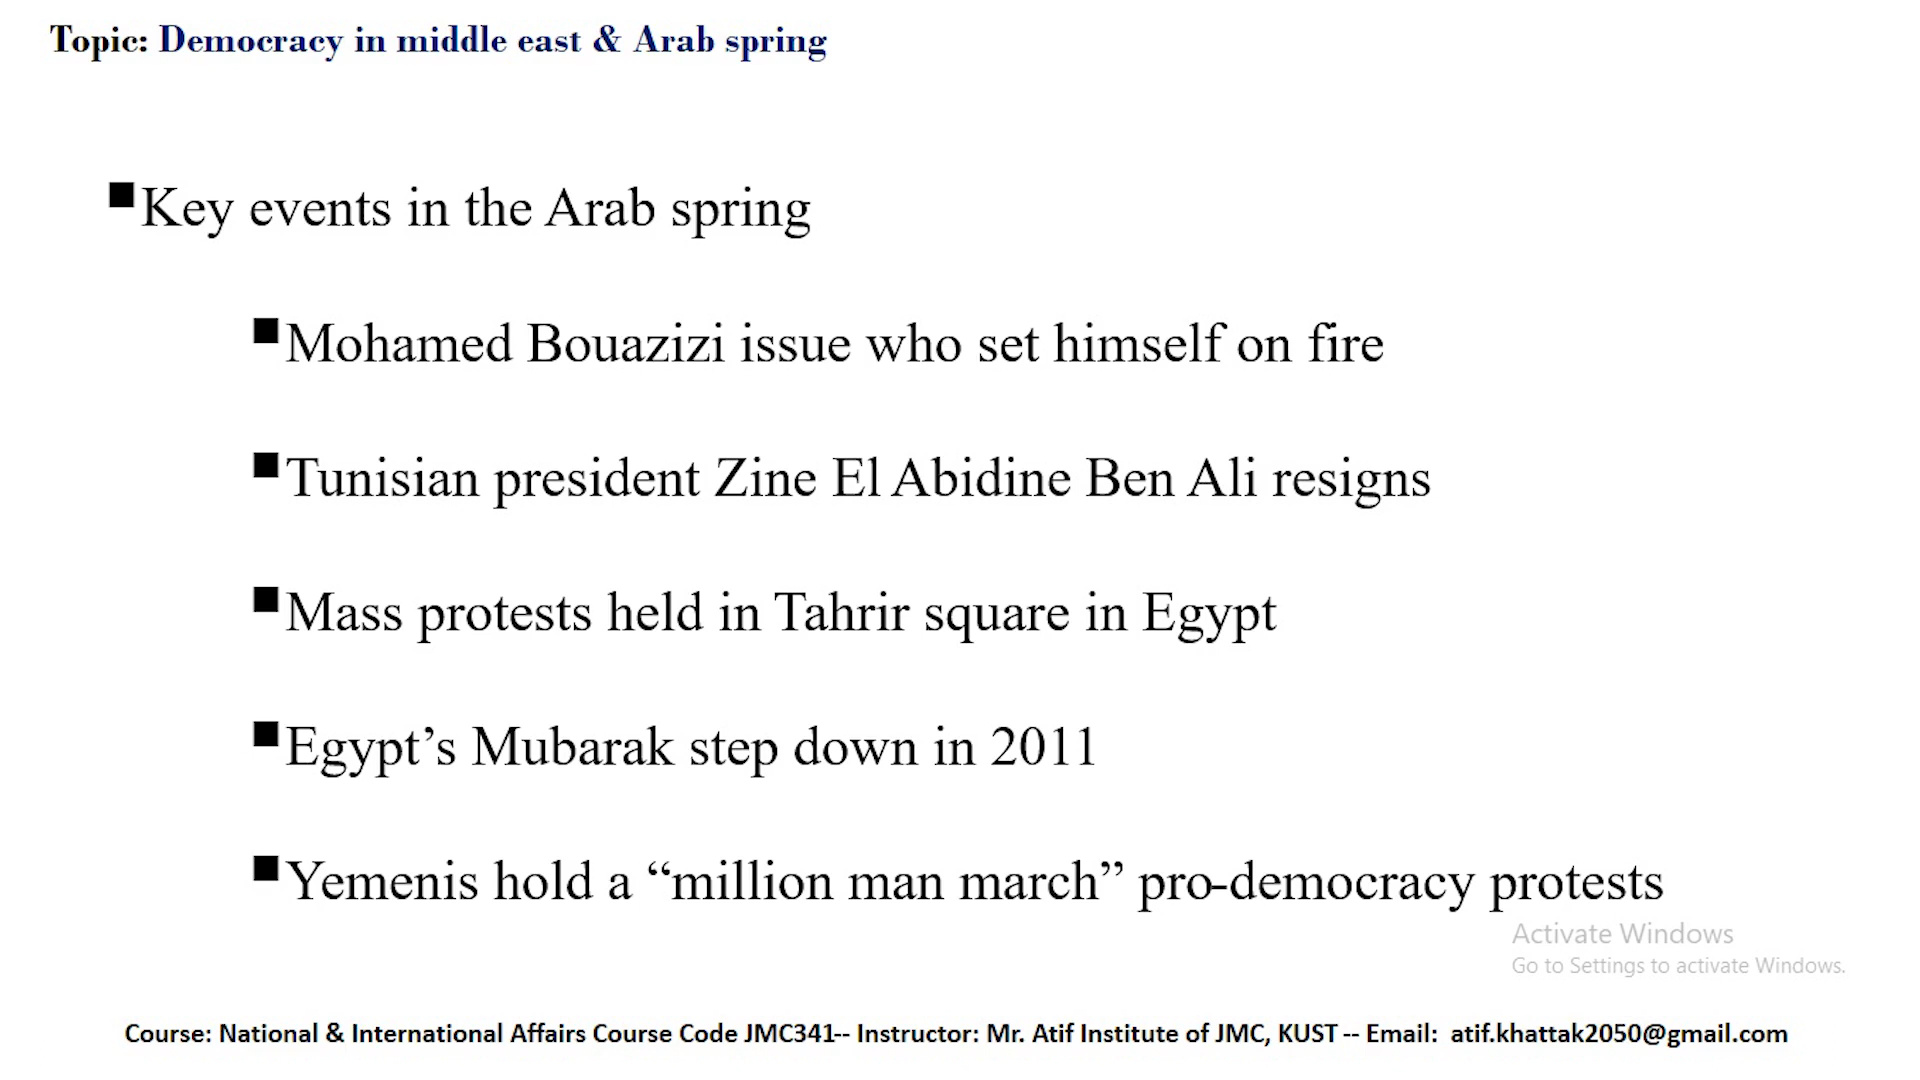 Topic: Democracy in middle east & Arab spring
▪Key events in the Arab spring
▪Mohamed Bouazizi issue who set himself on fire
▪Tunisian president Zine El Abidine Ben Ali resigns
▪Mass protests held in Tahrir square in Egypt
▪Egypt’s Mubarak step down in 2011
▪Yemenis hold a “million man march” pro-democracy protests
Activate Windows
Go to Settings to activate Windows.
Course: National & International Affairs Course Code JMC341-- Instructor: Mr. Atif Institute of JMC, KUST -- Email: atif.khattak2050@gmail.com